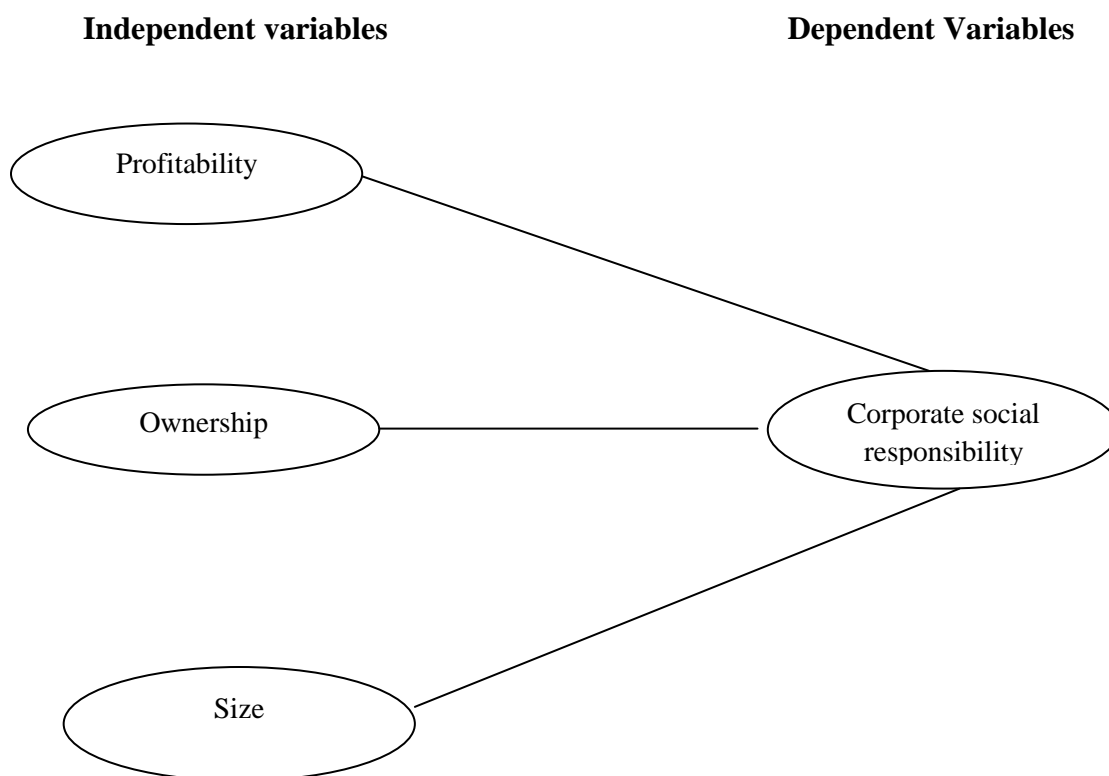 Independent variables
Dependent Variables
Profitability
Ownership
Corporate social
responsibility
Size